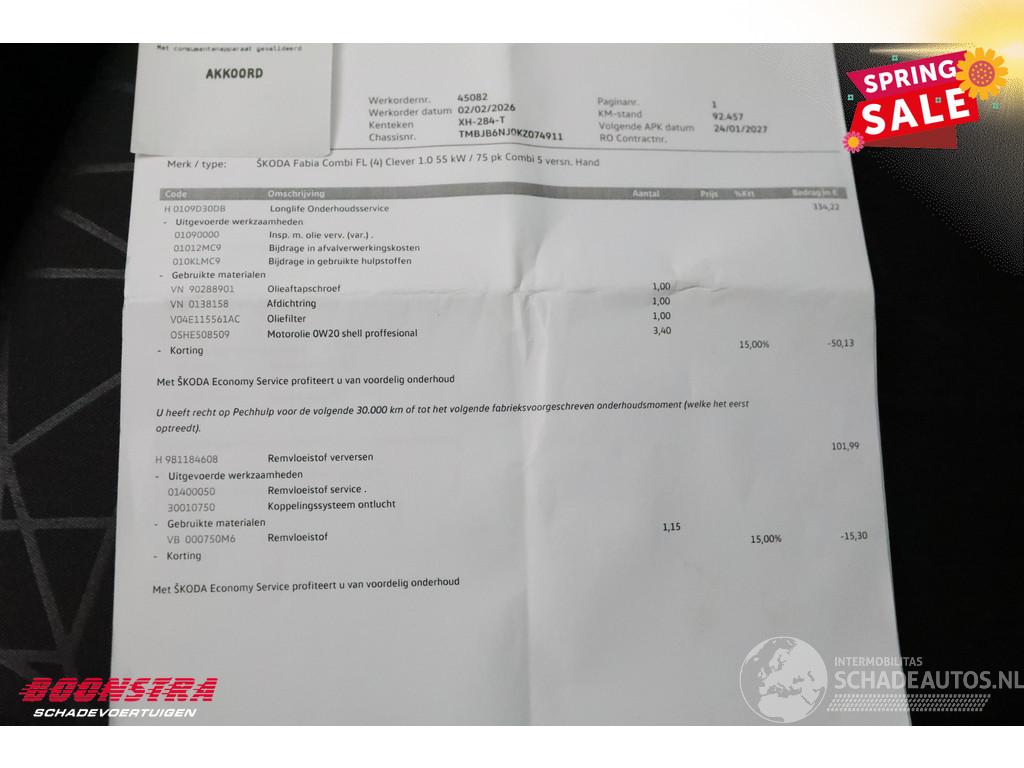 Met consumentenapparaat gevalideerd
AKKOORD
Werkordernr. 45082
Werkorder datum 02/02/2026
Kenteken XH-284-T
Chassisnr. TMBJB6NJ0KZ074911
Paginanr. 1
KM-stand 92.457
Volgende APK datum 24/01/2027
RO Contractnr.
SPRING
SALE
Merk / type: ŠKODA Fabia Combi FL (4) Clever 1.0 55 kW / 75 pk Combi 5 versn. Hand
Code Omschrijving Aantal Prijs %Krt Bedrag in €
H 0109D30DB Longlife Onderhoudsservice 334,22
- Uitgevoerde werkzaamheden
01090000 Insp. m. olie verv. (var.) .
01012MC9 Bijdrage in afvalverwerkingskosten
010KLMC9 Bijdrage in gebruikte hulpstoffen
- Gebruikte materialen
VN 90288901 Olieaftapschroef 1,00
VN 0138158 Afdichtring 1,00
V04E115561AC Oliefilter 1,00
OSHE508509 Motorolie 0W20 shell proffesional 3,40
- Korting 15,00% -50,13
Met ŠKODA Economy Service profiteert u van voordelig onderhoud
U heeft recht op Pechhulp voor de volgende 30.000 km of tot het volgende fabrieksvoorgeschreven onderhoudsmoment (welke het eerst
optreedt).
H 981184608 Remvloeistof verversen 101,99
- Uitgevoerde werkzaamheden
01400050 Remvloeistof service .
30010750 Koppelingssysteem ontlucht
- Gebruikte materialen
VB 000750M6 Remvloeistof 1,15
- Korting 15,00% -15,30
Met ŠKODA Economy Service profiteert u van voordelig onderhoud
BOONSTRA
SCHADEVOERTUIGEN
INTERMOBILITAS
SCHADEAUTOS.NL